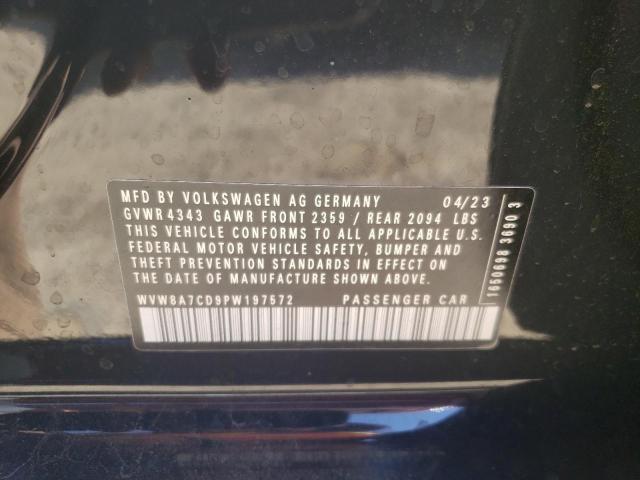 MFD BY VOLKSWAGEN AG GERMANY 04/23
GVWR 4343 GAWR FRONT 2359 / REAR 2094 LBS
THIS VEHICLE CONFORMS TO ALL APPLICABLE U.S.
FEDERAL MOTOR VEHICLE SAFETY, BUMPER AND
THEFT PREVENTION STANDARDS IN EFFECT ON
THE DATE OF MANUFACTURE SHOWN ABOVE.
WVW8A7CD9PW197572 PASSENGER CAR
1650698 3690 3